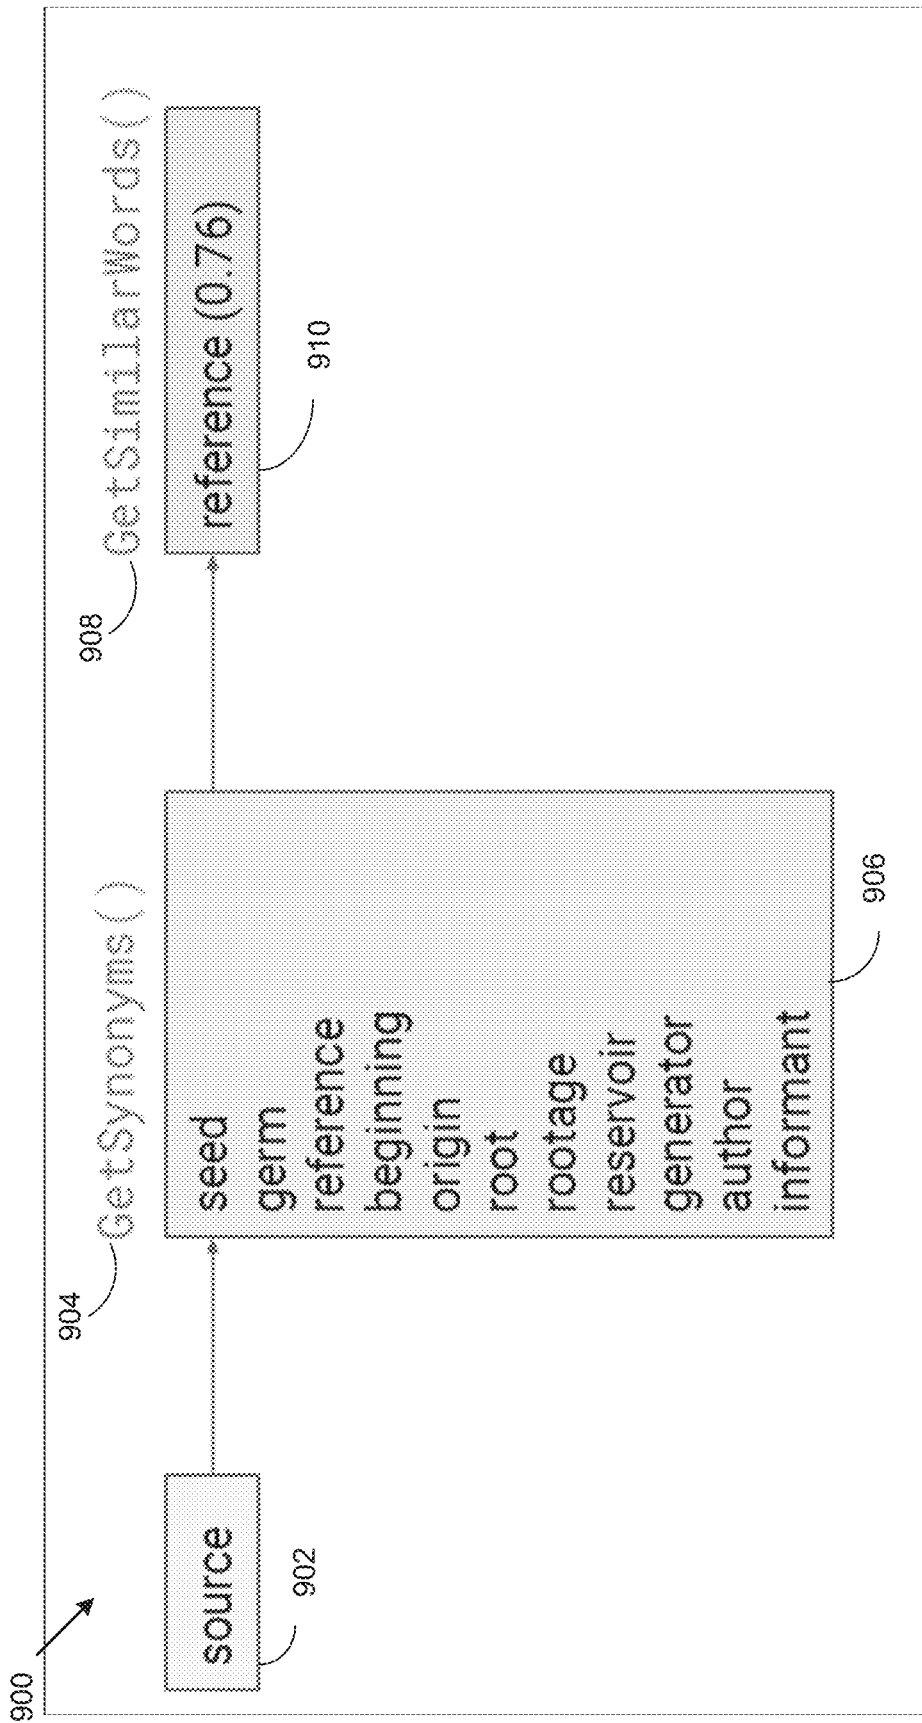 900
source
902
904
GetSynonyms()
seed
germ
reference
beginning
origin
root
rootage
reservoir
generator
author
informant
906
908
GetSimilarWords()
reference (0.76)
910